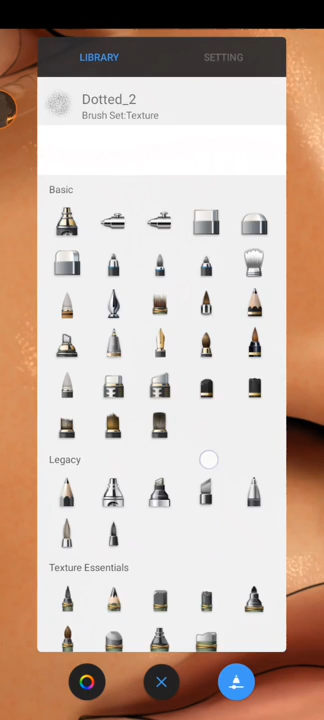 LIBRARY
SETTING
Dotted_2
Brush Set:Texture
Basic
Legacy
Texture Essentials